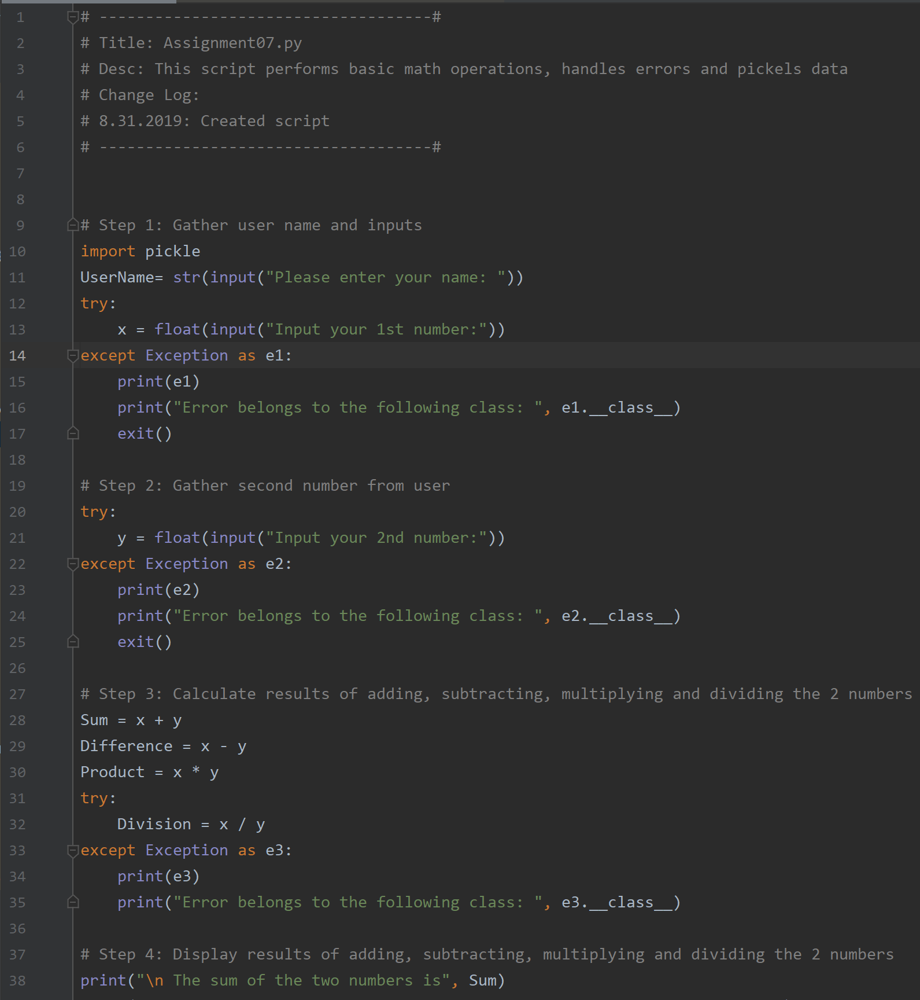 1 # ------------------------------------#
2 # Title: Assignment07.py
3 # Desc: This script performs basic math operations, handles errors and pickels data
4 # Change Log:
5 # 8.31.2019: Created script
6 # ------------------------------------#
7
8
9 # Step 1: Gather user name and inputs
10 import pickle
11 UserName= str(input("Please enter your name: "))
12 try:
13     x = float(input("Input your 1st number:"))
14 except Exception as e1:
15     print(e1)
16     print("Error belongs to the following class: ", e1.__class__)
17     exit()
18
19 # Step 2: Gather second number from user
20 try:
21     y = float(input("Input your 2nd number:"))
22 except Exception as e2:
23     print(e2)
24     print("Error belongs to the following class: ", e2.__class__)
25     exit()
26
27 # Step 3: Calculate results of adding, subtracting, multiplying and dividing the 2 numbers
28 Sum = x + y
29 Difference = x - y
30 Product = x * y
31 try:
32     Division = x / y
33 except Exception as e3:
34     print(e3)
35     print("Error belongs to the following class: ", e3.__class__)
36
37 # Step 4: Display results of adding, subtracting, multiplying and dividing the 2 numbers
38 print("\n The sum of the two numbers is", Sum)